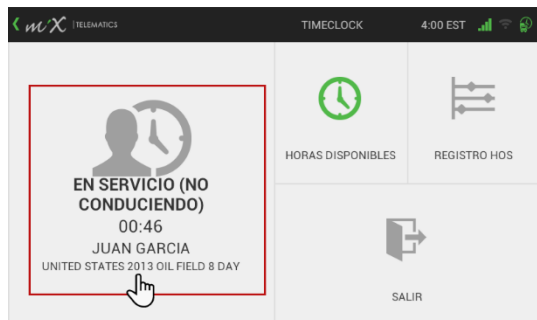 miX TELEMATICS
TIMECLOCK
4:00 EST
EN SERVICIO (NO
CONDUCIENDO)
00:46
JUAN GARCIA
UNITED STATES 2013 OIL FIELD 8 DAY
HORAS DISPONIBLES
REGISTRO HOS
SALIR